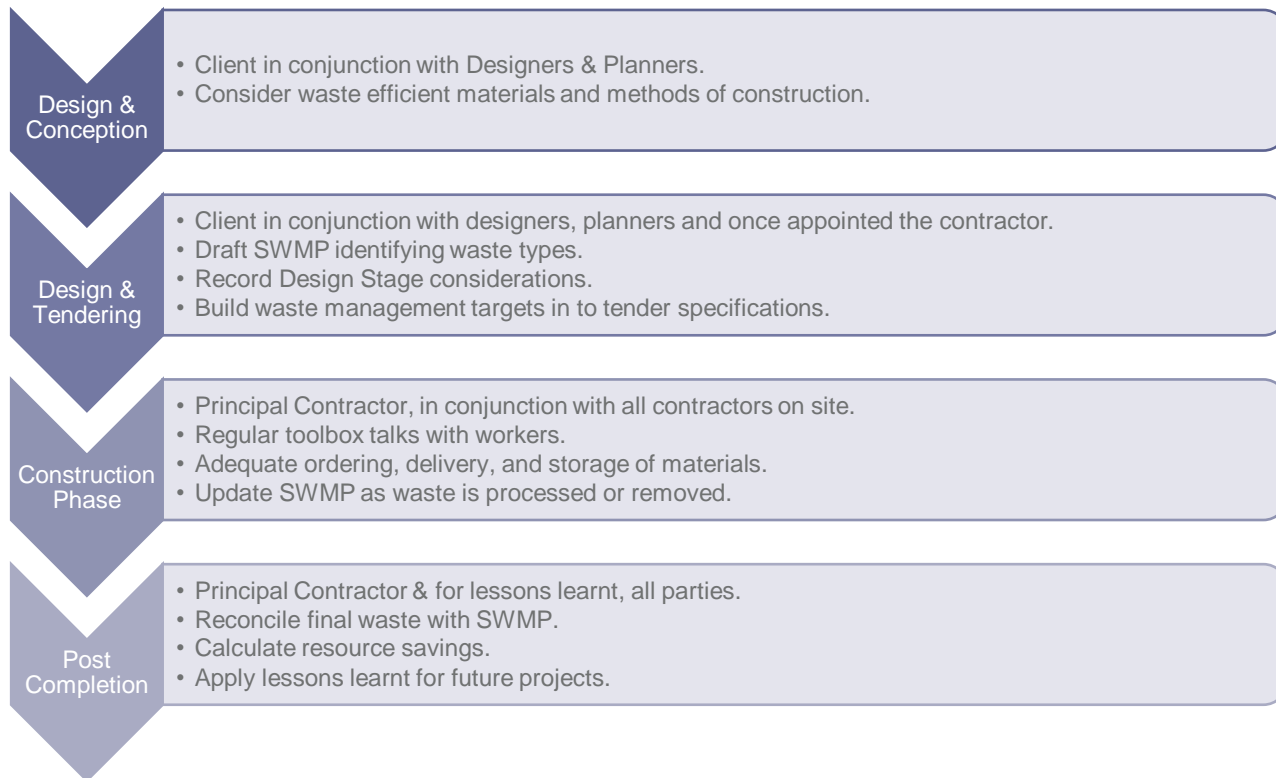 Design &
Conception
• Client in conjunction with Designers & Planners.
• Consider waste efficient materials and methods of construction.
Design &
Tendering
• Client in conjunction with designers, planners and once appointed the contractor.
• Draft SWMP identifying waste types.
• Record Design Stage considerations.
• Build waste management targets in to tender specifications.
Construction
Phase
• Principal Contractor, in conjunction with all contractors on site.
• Regular toolbox talks with workers.
• Adequate ordering, delivery, and storage of materials.
• Update SWMP as waste is processed or removed.
Post
Completion
• Principal Contractor & for lessons learnt, all parties.
• Reconcile final waste with SWMP.
• Calculate resource savings.
• Apply lessons learnt for future projects.